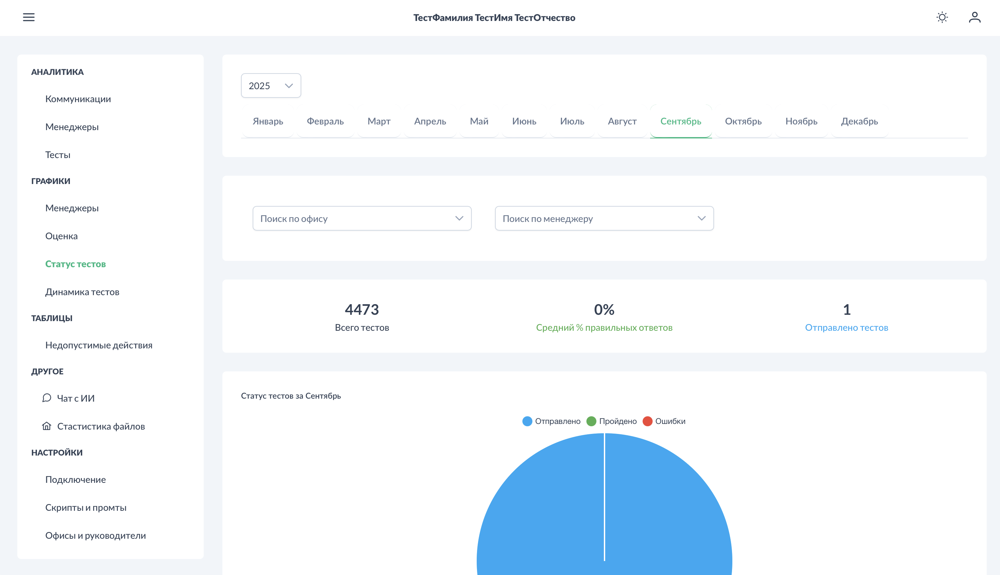 ТестФамилия ТестИмя ТестОтчество
АНАЛИТИКА
Коммуникации
Менеджеры
Тесты
ГРАФИКИ
Менеджеры
Оценка
Статус тестов
Динамика тестов
ТАБЛИЦЫ
Недопустимые действия
ДРУГОЕ
Чат с ИИ
Стастистика файлов
НАСТРОЙКИ
Подключение
Скрипты и промты
Офисы и руководители
2025
Январь Февраль Март Апрель Май Июнь Июль Август Сентябрь Октябрь Ноябрь Декабрь
Поиск по офису Поиск по менеджеру
4473 0% 1
Всего тестов Средний % правильных ответов Отправлено тестов
Статус тестов за Сентябрь
Отправлено Пройдено Ошибки